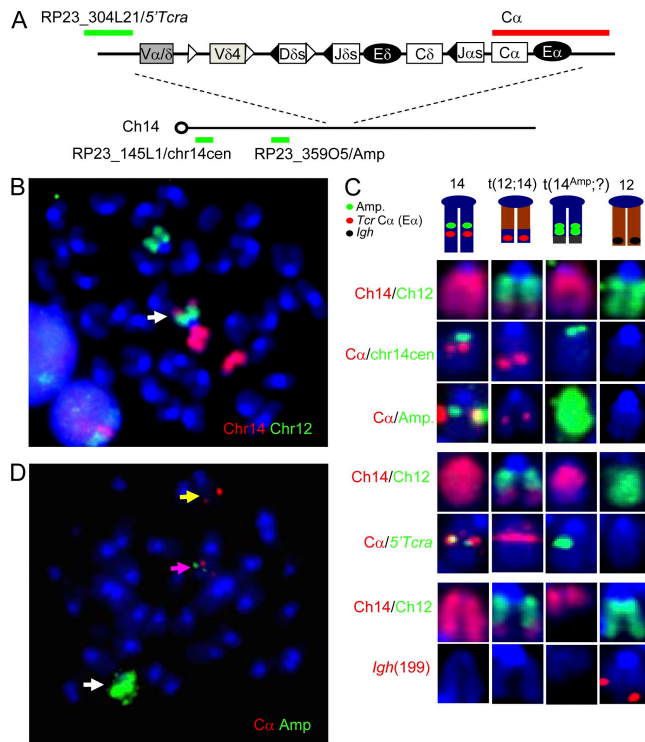 A
RP23_304L21/5'Tcra
Cα
Vα/δ Vδ4 Dδs Jδs Eδ Cδ Jαs Cα Eα
Ch14
RP23_145L1/chr14cen RP23_359O5/Amp
B
Chr14 Chr12
C
14 t(12;14) t(14Amp;?) 12
Amp.
Tcr Cα (Eα)
Igh
Ch14/Ch12
Cα/chr14cen
Cα/Amp.
Ch14/Ch12
Cα/5'Tcra
Ch14/Ch12
Igh(199)
D
Cα Amp